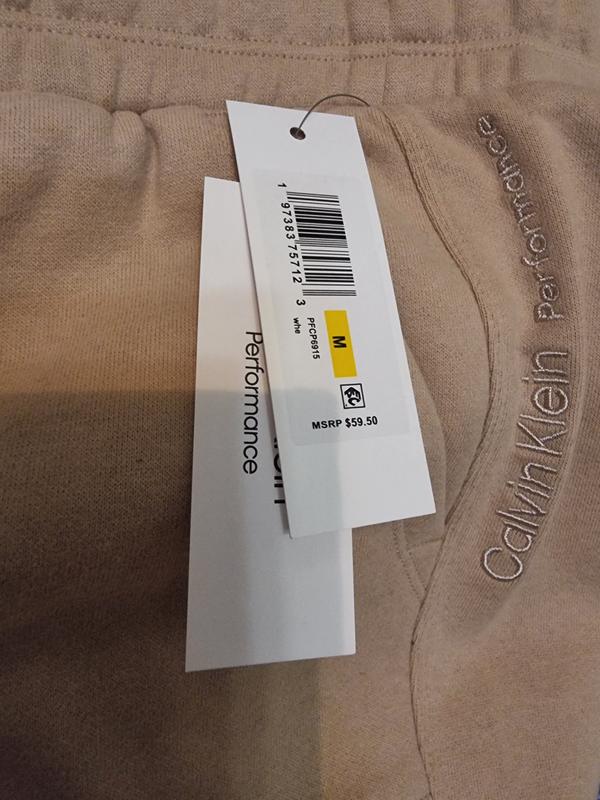 1 97383 75712 3
PFCP6915
whe
M
MSRP $59.50
Performance
Calvin Klein Performance